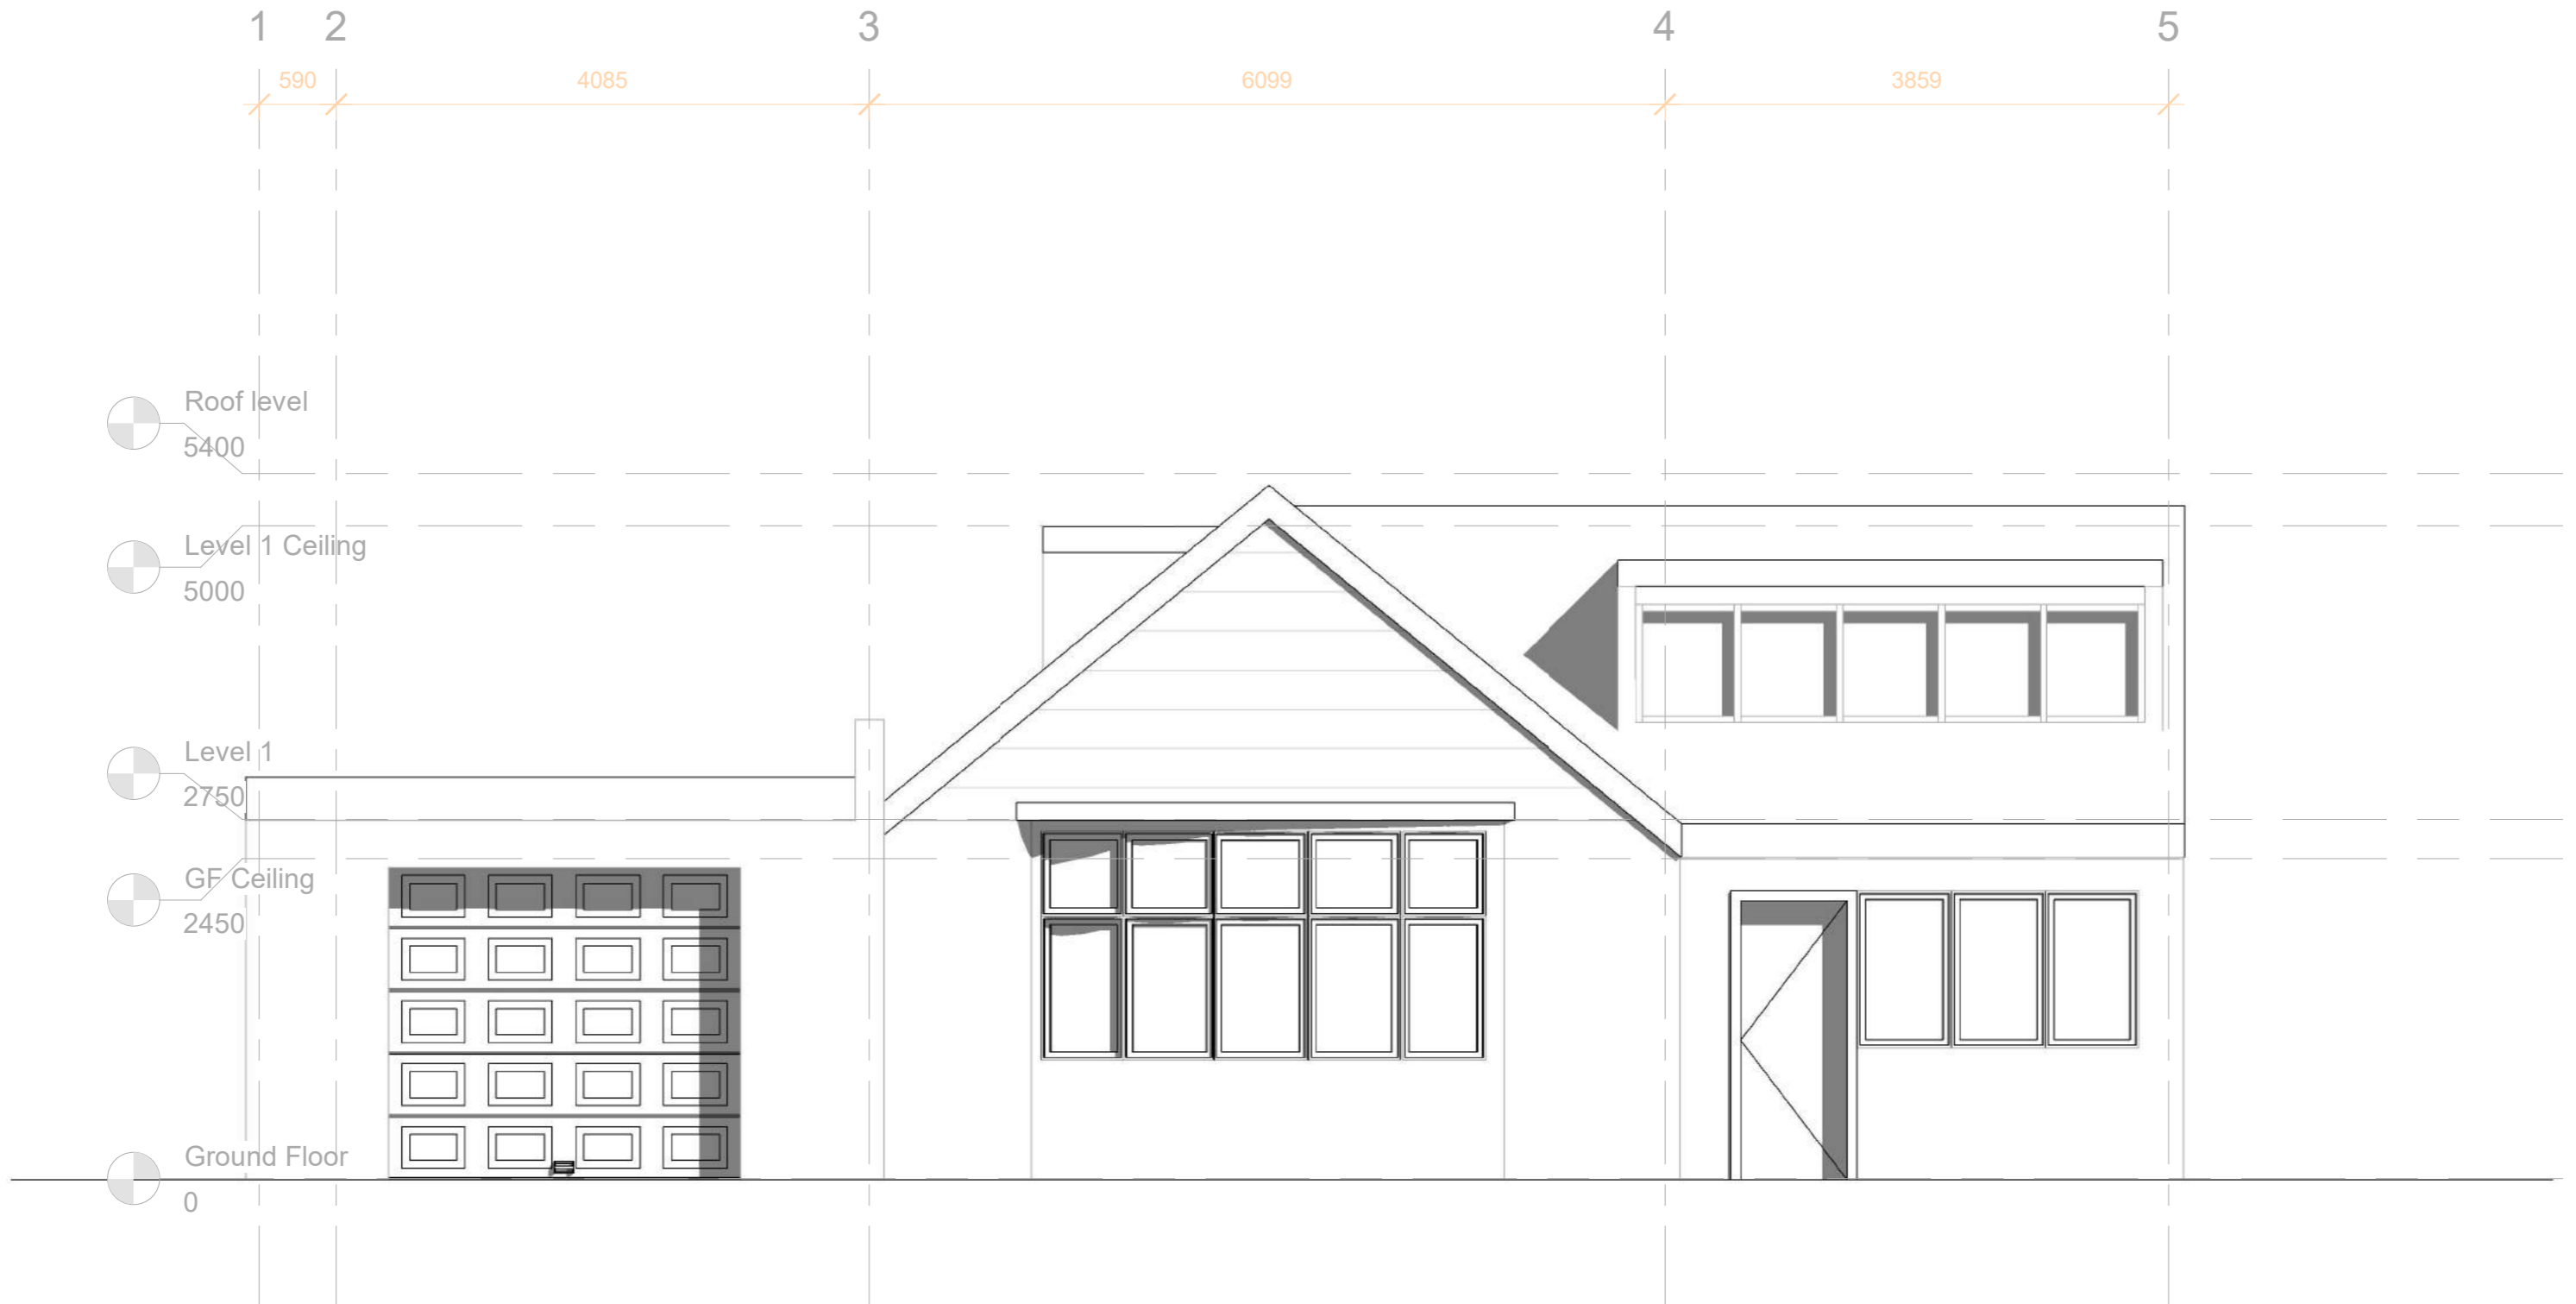 1 2 3 4 5
590 4085 6099 3859
Roof level
5400
Level 1 Ceiling
5000
Level 1
2750
GF Ceiling
2450
Ground Floor
0